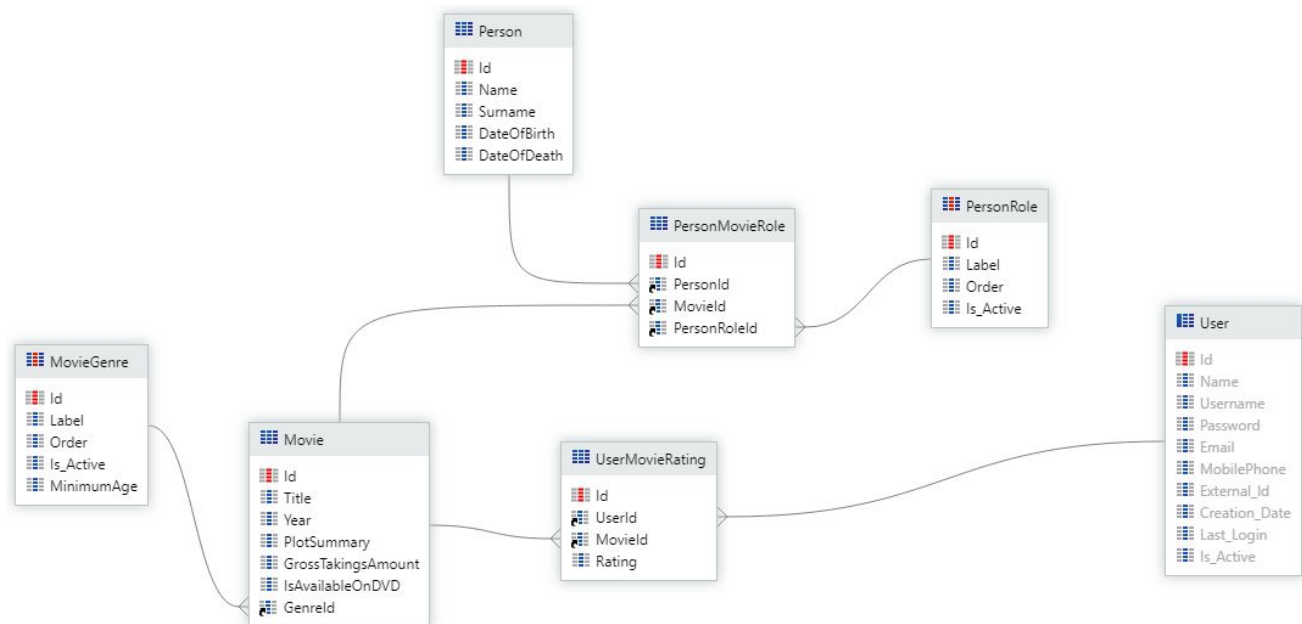 Person
Id
Name
Surname
DateOfBirth
DateOfDeath
PersonMovieRole
Id
PersonId
MovieId
PersonRoleId
PersonRole
Id
Label
Order
Is_Active
User
Id
Name
Username
Password
Email
MobilePhone
External_Id
Creation_Date
Last_Login
Is_Active
MovieGenre
Id
Label
Order
Is_Active
MinimumAge
Movie
Id
Title
Year
PlotSummary
GrossTakingsAmount
IsAvailableOnDVD
GenreId
UserMovieRating
Id
UserId
MovieId
Rating